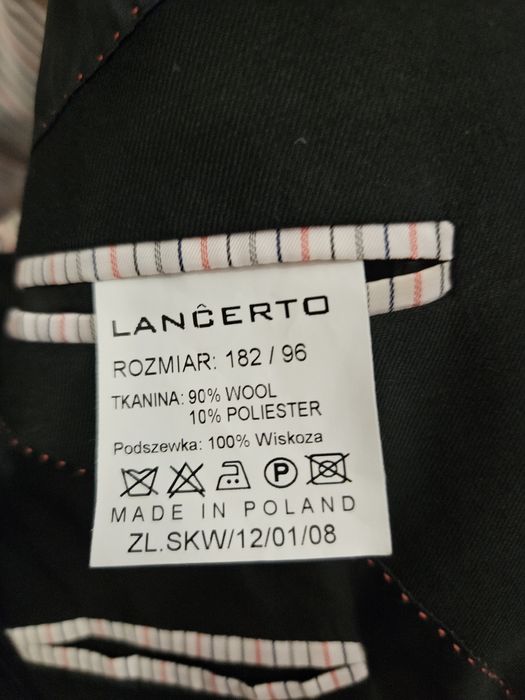 LANĈERTO
ROZMIAR: 182 / 96
TKANINA: 90% WOOL
10% POLIESTER
Podszewka: 100% Wiskoza
P
MADE IN POLAND
ZL.SKW/12/01/08